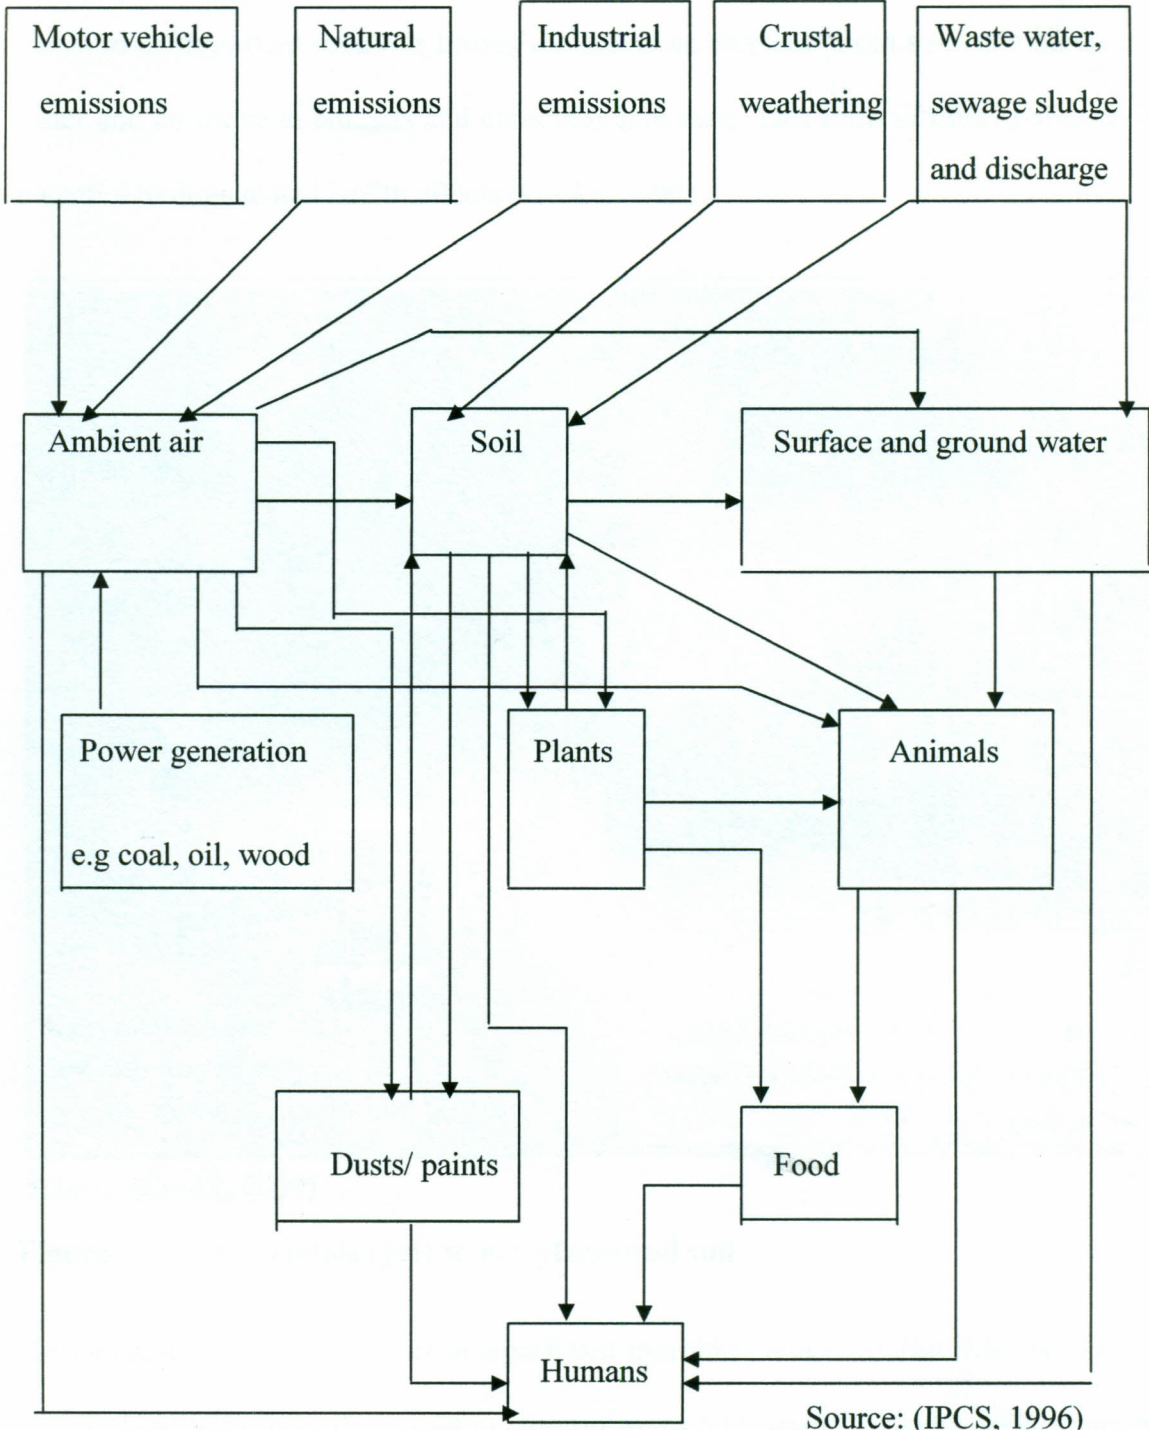 Motor vehicle
emissions
Natural
emissions
Industrial
emissions
Crustal
weathering
Waste water,
sewage sludge
and discharge
Ambient air
Soil
Surface and ground water
Power generation
e.g coal, oil, wood
Plants
Animals
Dusts/ paints
Food
Humans
Source: (IPCS, 1996)